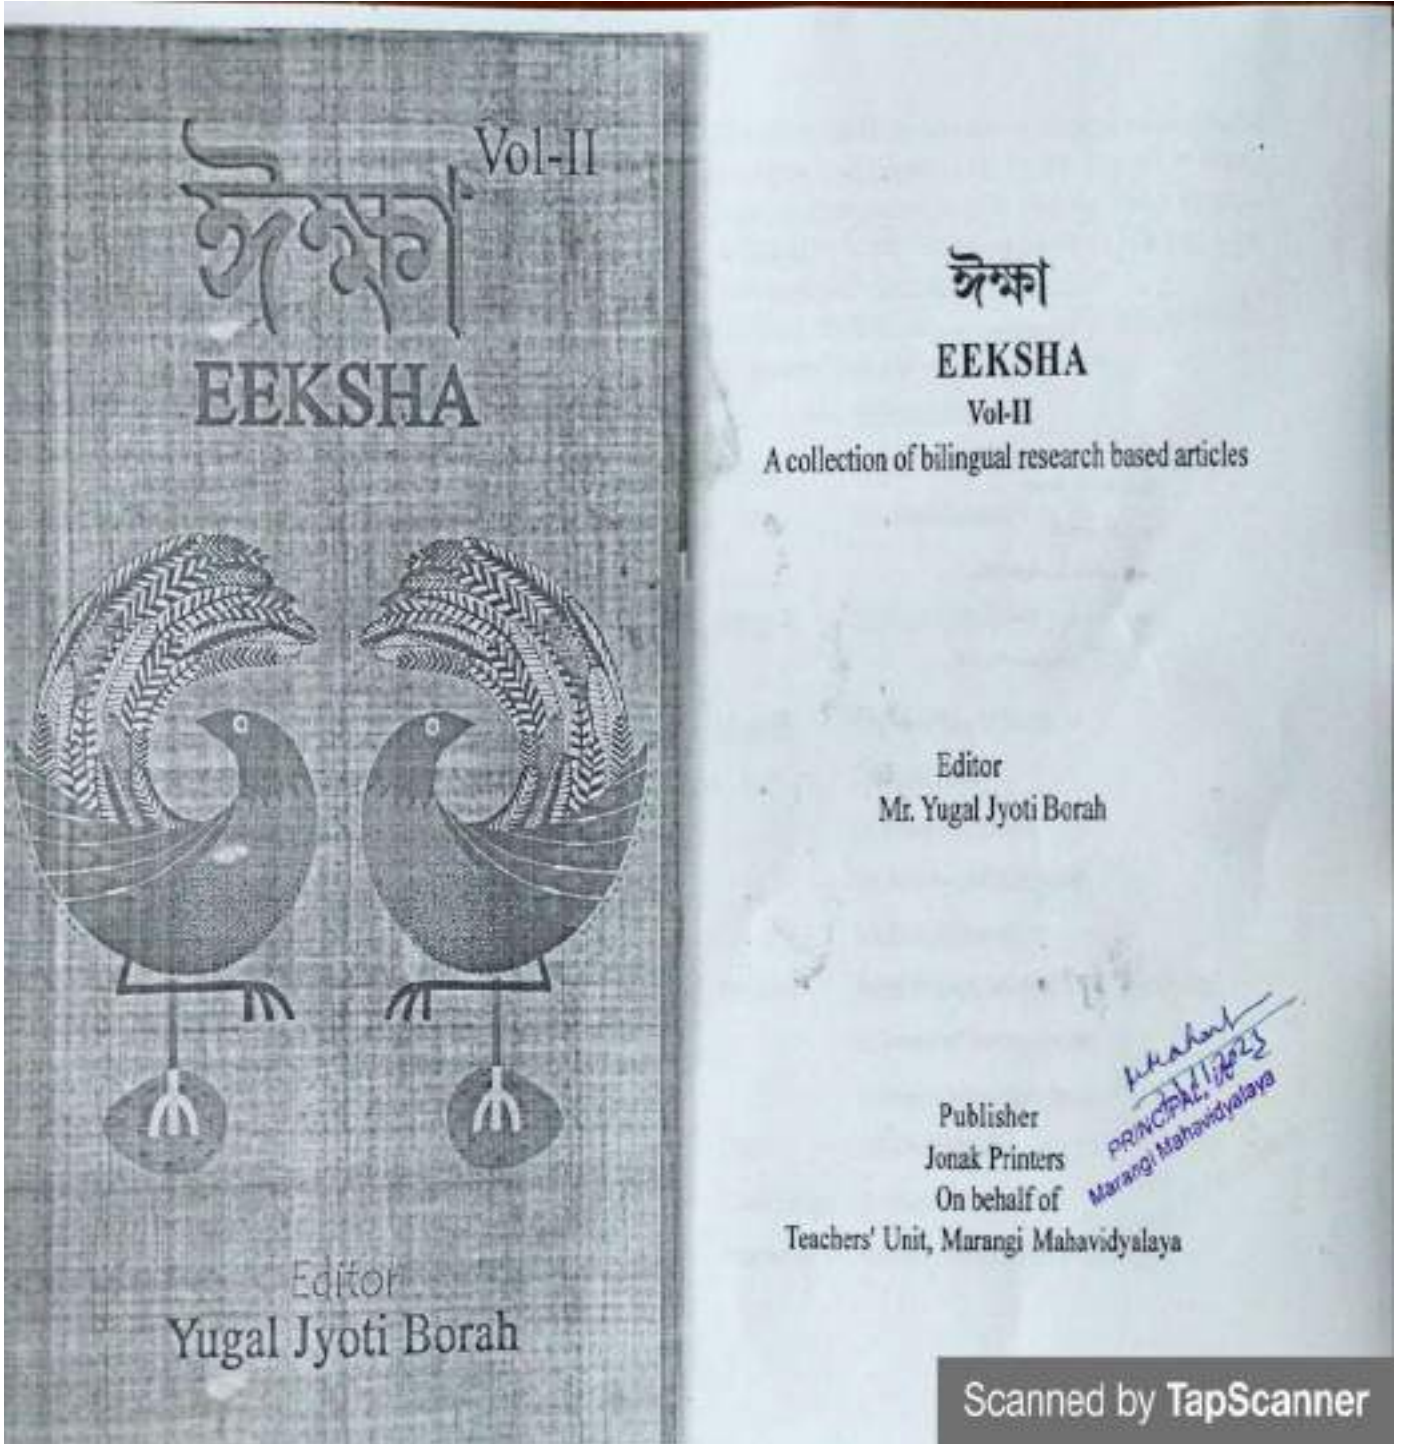 Vol-II
ঈক্ষা
EEKSHA
Editor
Yugal Jyoti Borah
ঈক্ষা
EEKSHA
Vol-II
A collection of bilingual research based articles
Editor
Mr. Yugal Jyoti Borah
Publisher
Jonak Printers
On behalf of
Teachers' Unit, Marangi Mahavidyalaya
PRINCIPAL
Marangi Mahavidyalaya
Scanned by TapScanner